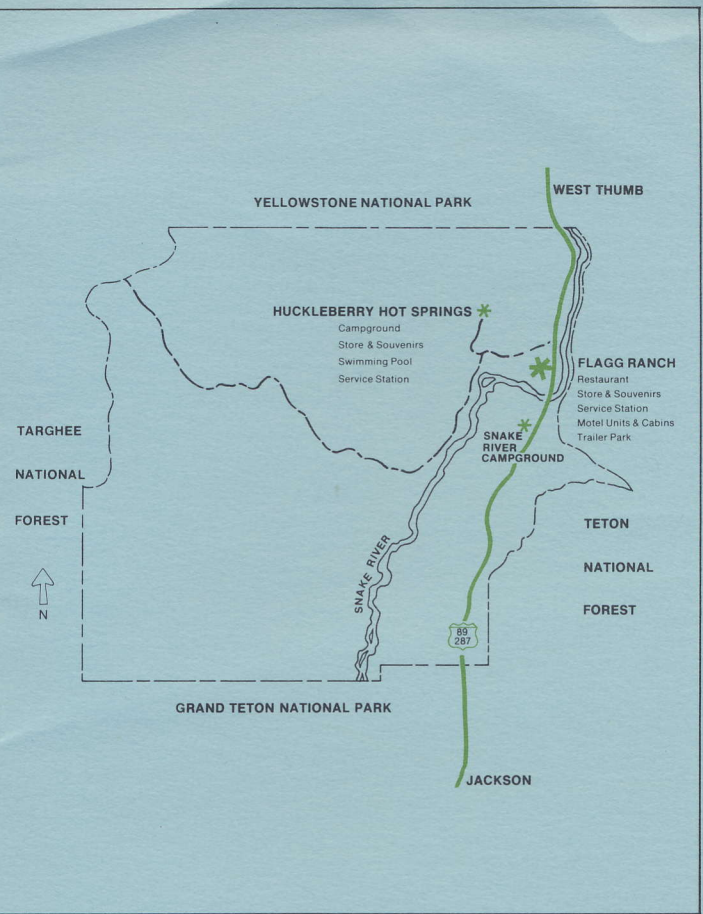 WEST THUMB
YELLOWSTONE NATIONAL PARK
HUCKLEBERRY HOT SPRINGS
Campground
Store & Souvenirs
Swimming Pool
Service Station
FLAGG RANCH
Restaurant
Store & Souvenirs
Service Station
Motel Units & Cabins
Trailer Park
SNAKE
RIVER
CAMPGROUND
TARGHEE
NATIONAL
FOREST
TETON
NATIONAL
FOREST
SNAKE RIVER
N
89
287
GRAND TETON NATIONAL PARK
JACKSON